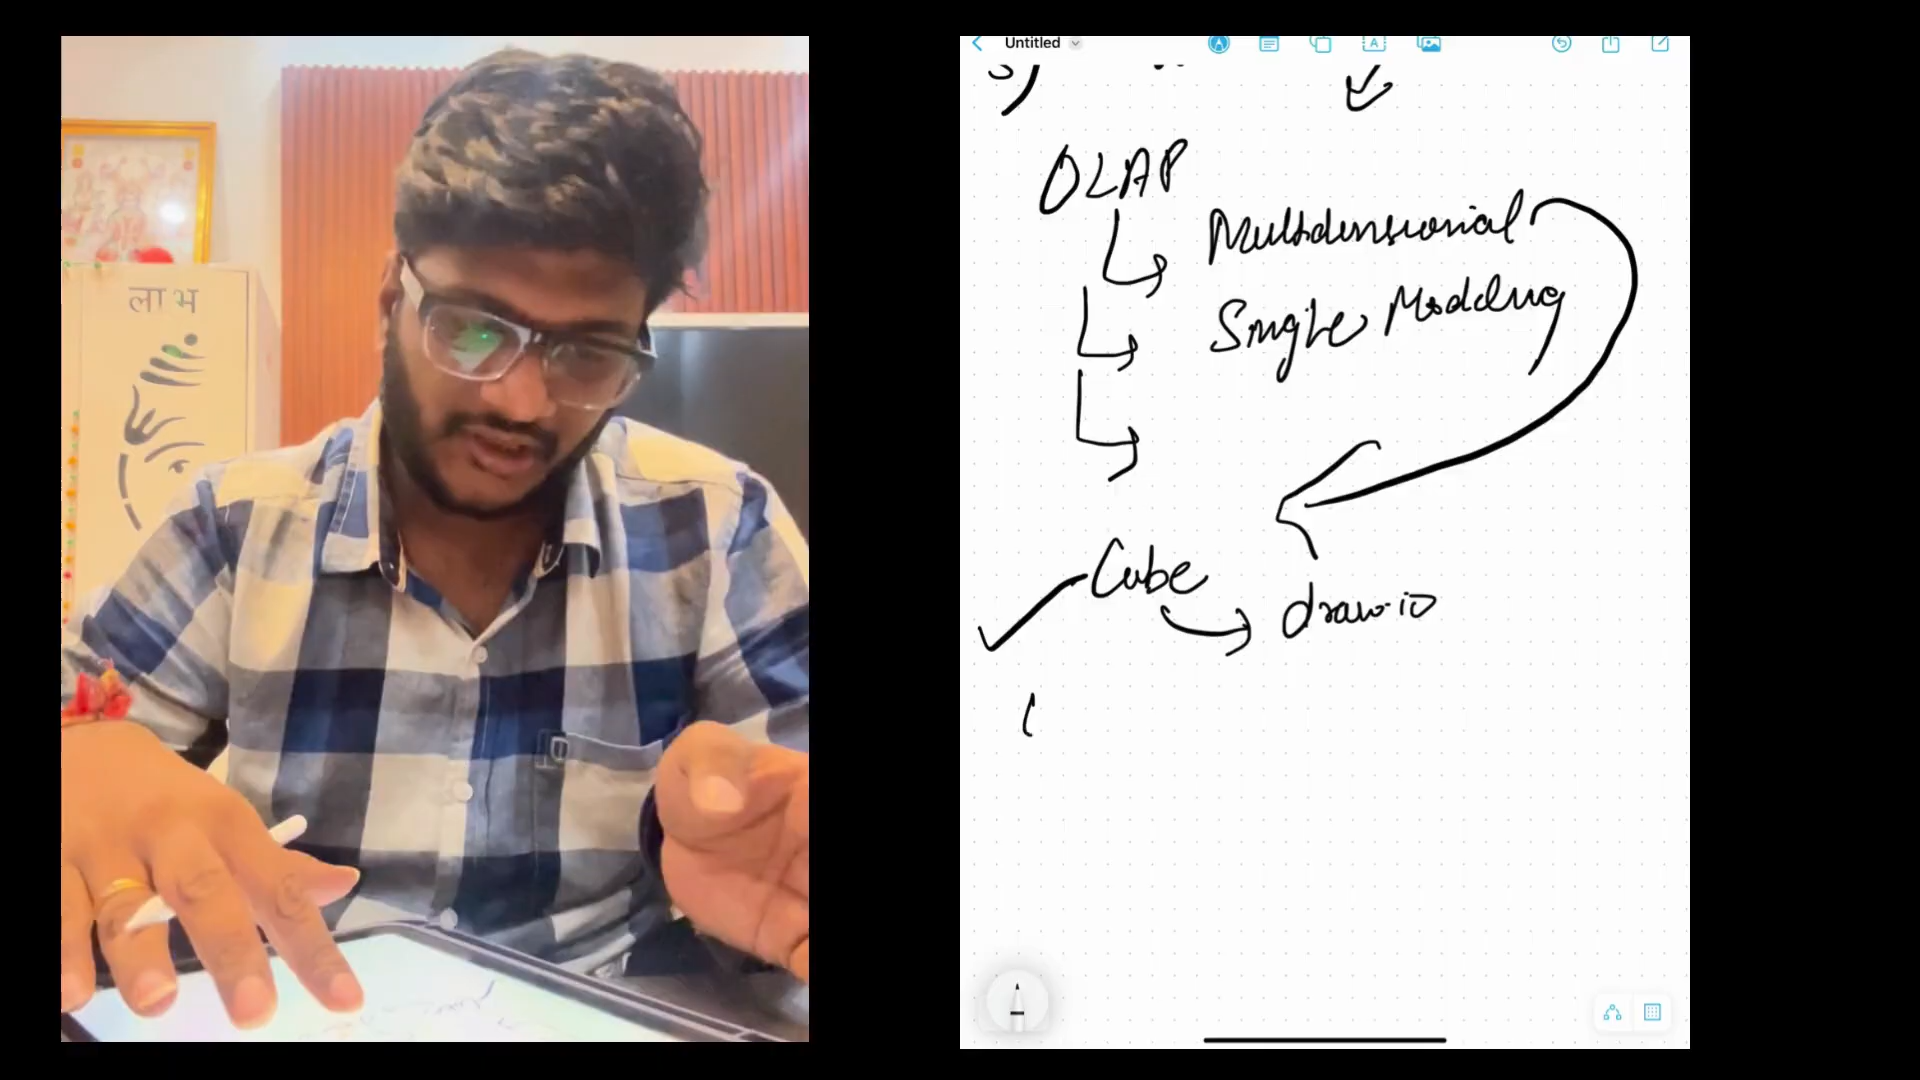 लाभ
Untitled
OLAP
Multidimensional
Single Modeling
Cube
draw.io